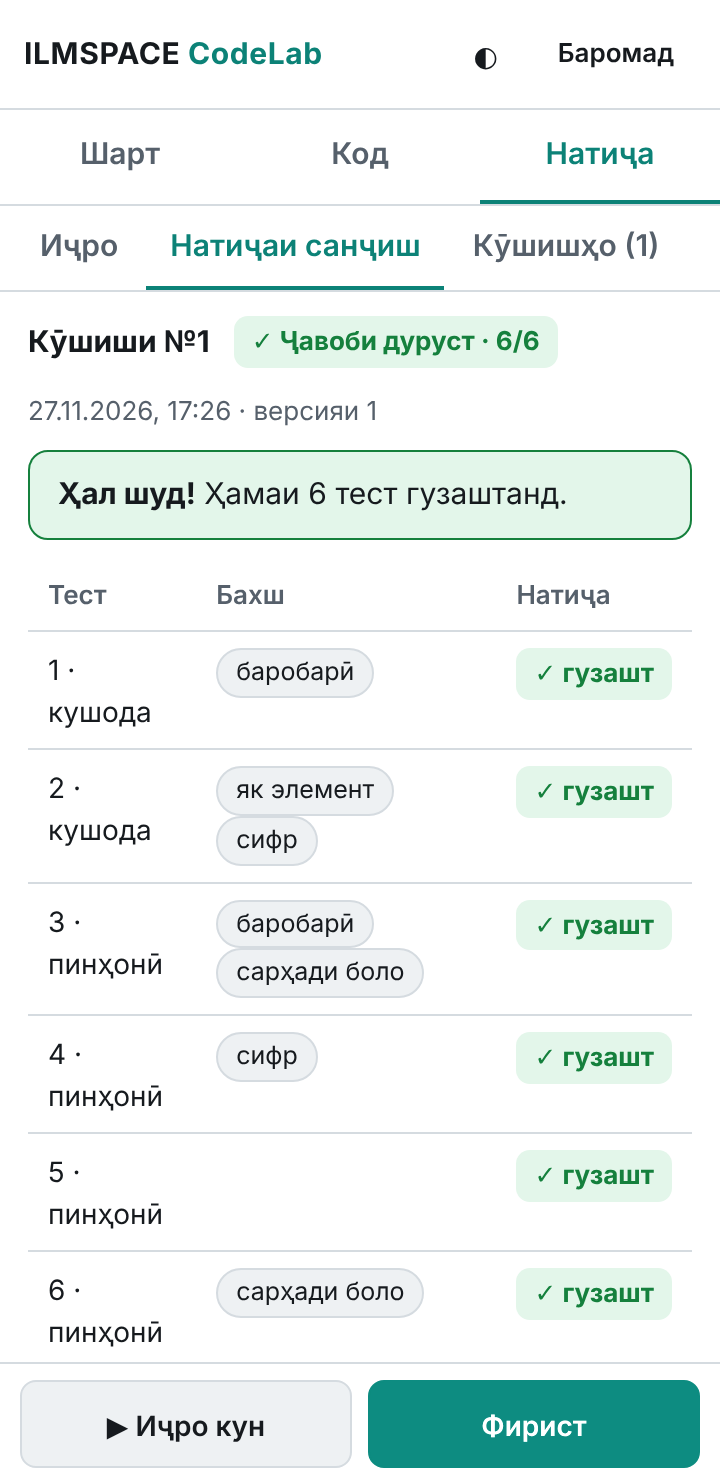 ILMSPACE CodeLab ◐ Баромад
Шарт Код Натиҷа
Иҷро Натиҷаи санҷиш Кӯшишҳо (1)
Кӯшиши №1 ✓ Ҷавоби дуруст · 6/6
27.11.2026, 17:26 · версияи 1
Ҳал шуд! Ҳамаи 6 тест гузаштанд.
Тест Бахш Натиҷа
1 · баробарӣ ✓ гузашт
кушода
2 · як элемент ✓ гузашт
кушода сифр
3 · баробарӣ ✓ гузашт
пинҳонӣ сарҳади боло
4 · сифр ✓ гузашт
пинҳонӣ
5 · ✓ гузашт
пинҳонӣ
6 · сарҳади боло ✓ гузашт
пинҳонӣ
▶ Иҷро кун Фирист